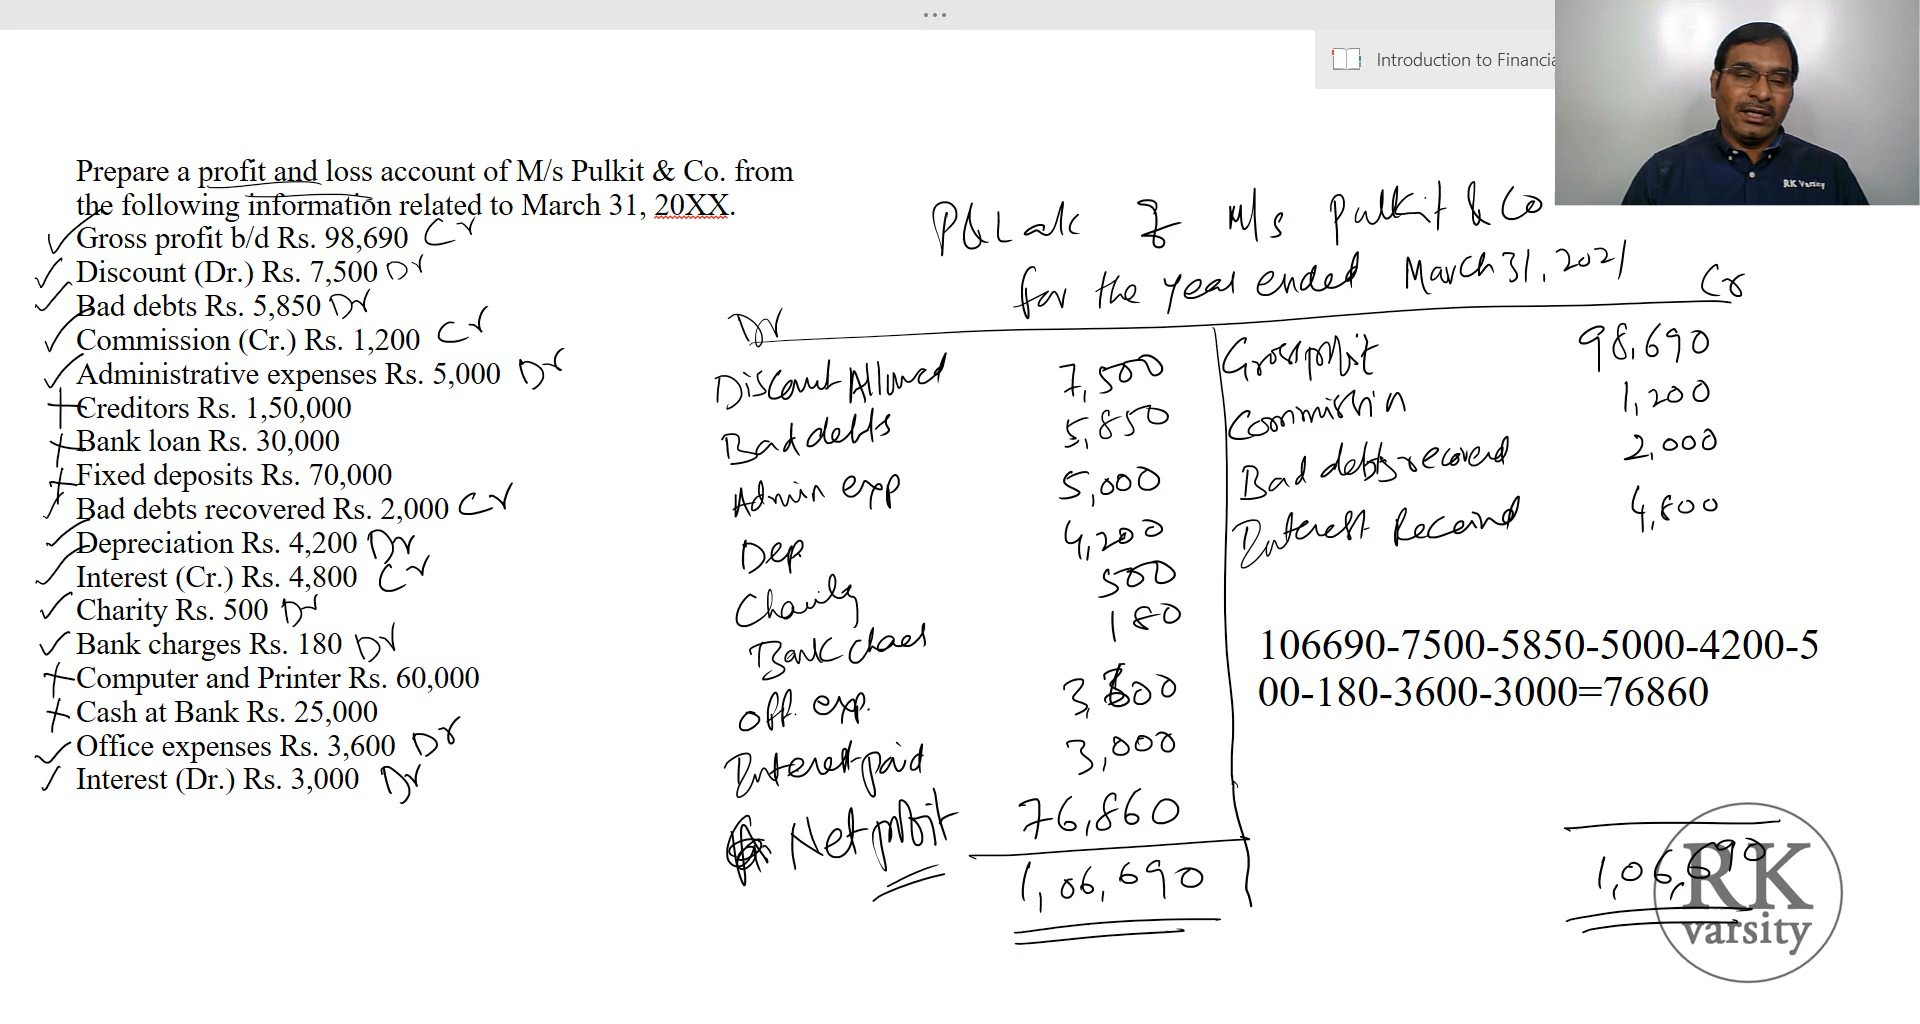 Introduction to Financia
RK Varsity
Prepare a profit and loss account of M/s Pulkit & Co. from
the following information related to March 31, 20XX.
Gross profit b/d Rs. 98,690 Cr
Discount (Dr.) Rs. 7,500 Dr
Bad debts Rs. 5,850 Dr
Commission (Cr.) Rs. 1,200 Cr
Administrative expenses Rs. 5,000 Dr
Creditors Rs. 1,50,000
Bank loan Rs. 30,000
Fixed deposits Rs. 70,000
Bad debts recovered Rs. 2,000 Cr
Depreciation Rs. 4,200 Dr
Interest (Cr.) Rs. 4,800 Cr
Charity Rs. 500 Dr
Bank charges Rs. 180 Dr
Computer and Printer Rs. 60,000
Cash at Bank Rs. 25,000
Office expenses Rs. 3,600 Dr
Interest (Dr.) Rs. 3,000 Dr
P&L a/c of M/s Pulkit & Co
for the year ended March 31, 2021
Dr
Cr
Discount Allowed 7,500
Bad debts 5,850
Admin exp 5,000
Dep 4,200
Charity 500
Bank 180
Off. exp. 3,600
Interest paid 3,000
Net profit 76,860
1,06,690
Gross profit 98,690
Commission 1,200
Bad debts recovered 2,000
Interest Received 4,800
106690-7500-5850-5000-4200-5
00-180-3600-3000=76860
1,06,690
RK
varsity